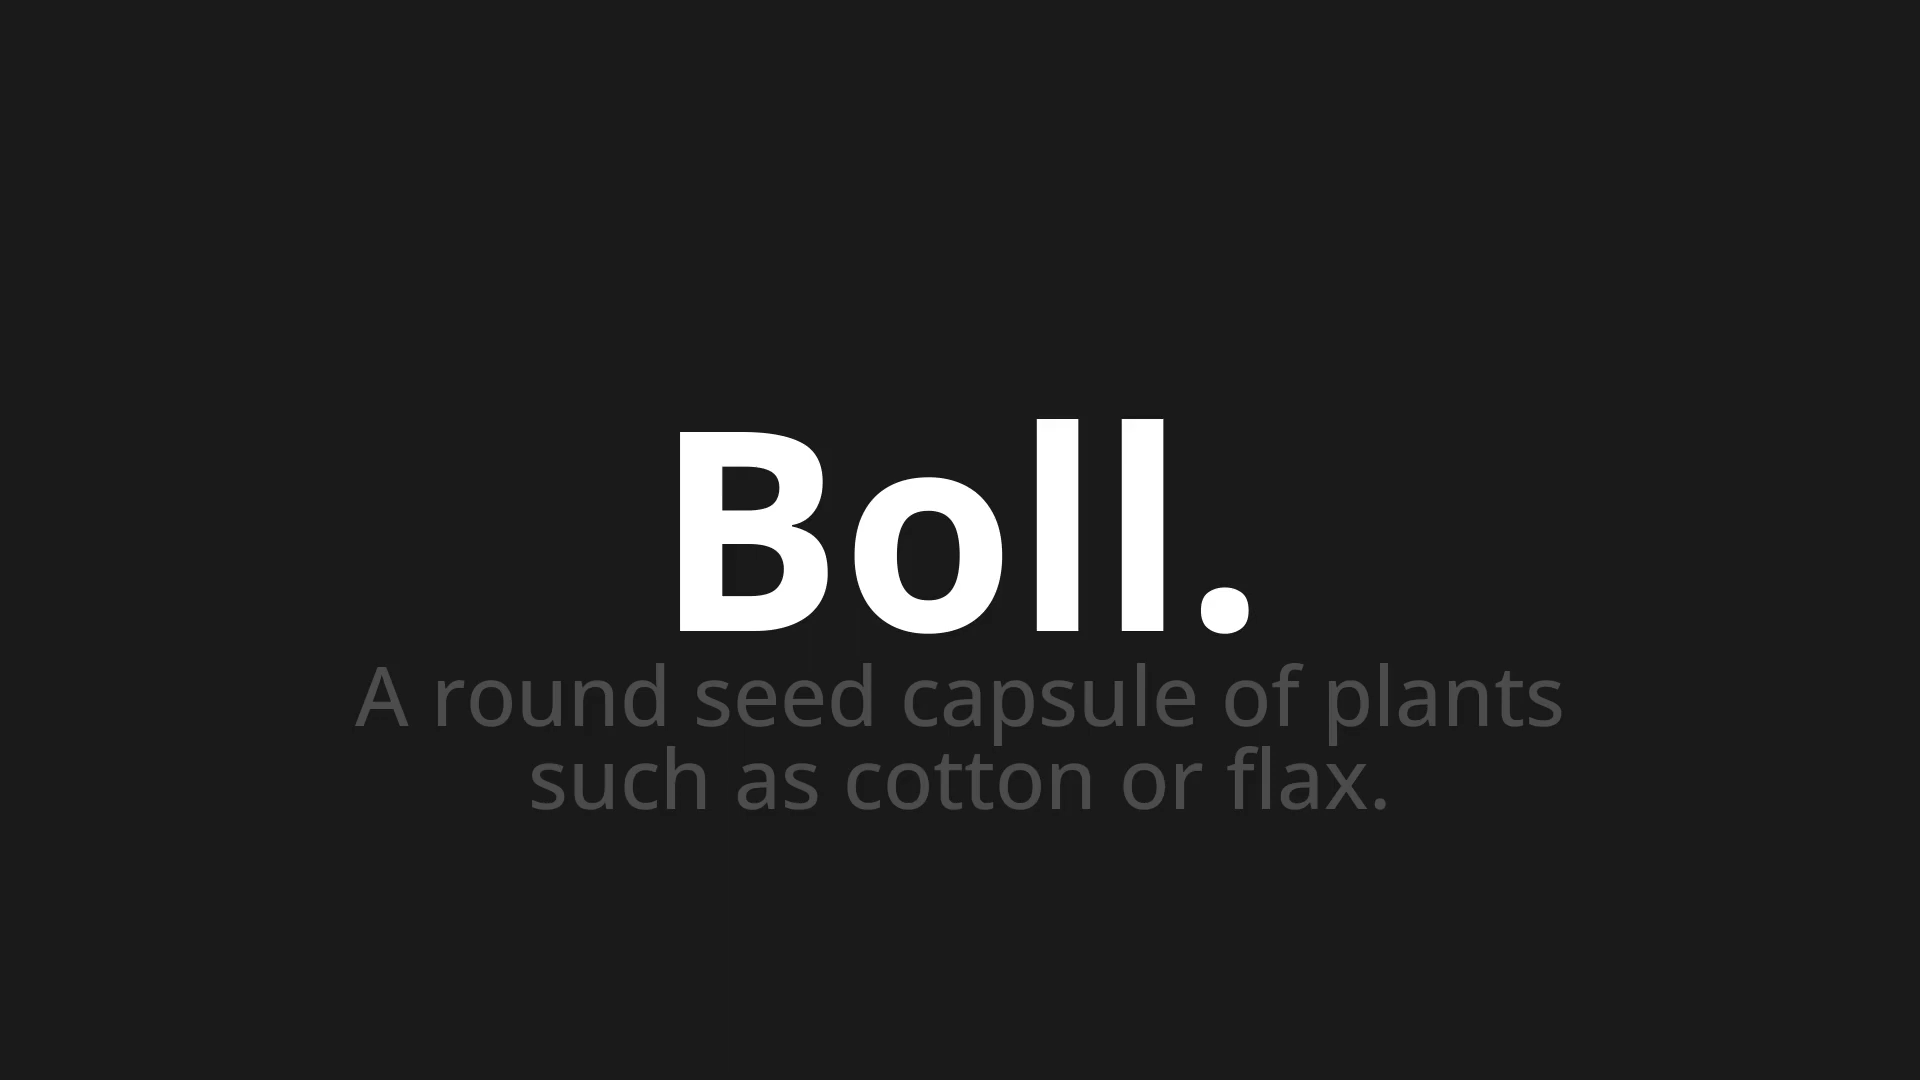 Boll.
A round seed capsule of plants
such as cotton or flax.